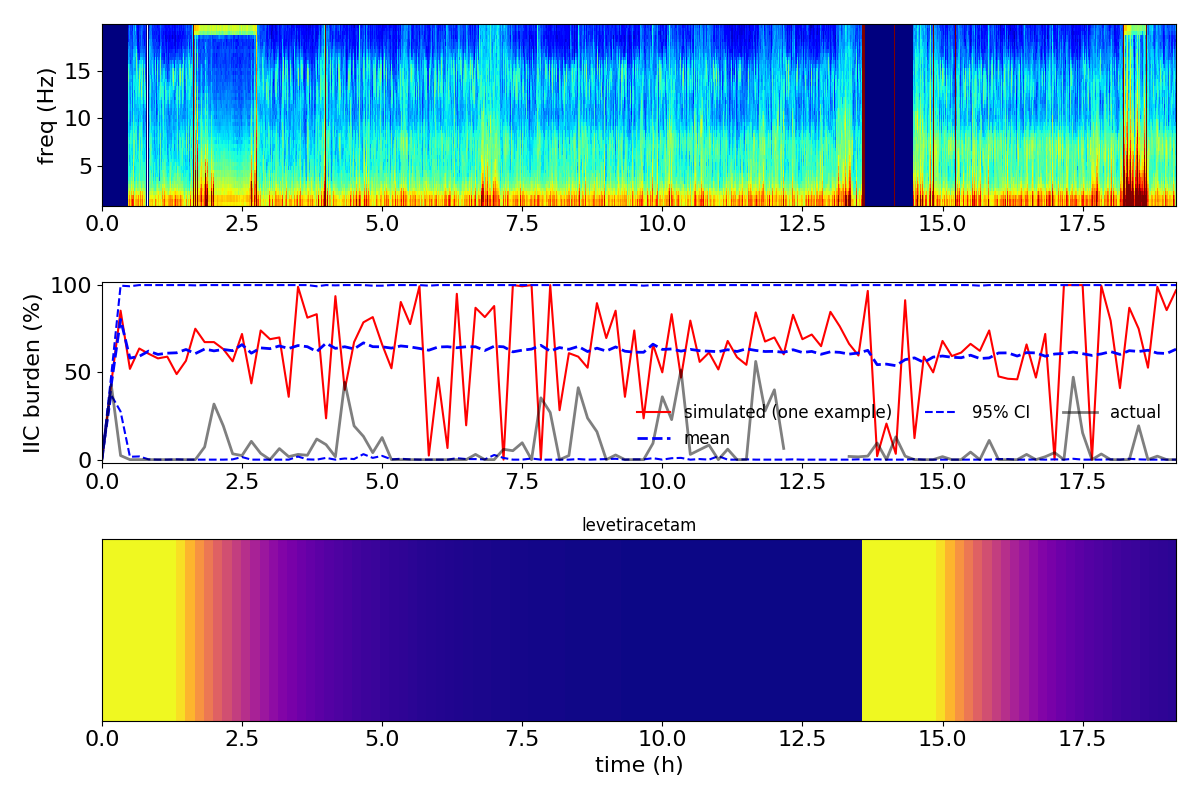 freq (Hz)
15
10
5
0.0 2.5 5.0 7.5 10.0 12.5 15.0 17.5
IIC burden (%)
100
50
0
simulated (one example) 95% CI actual
mean
0.0 2.5 5.0 7.5 10.0 12.5 15.0 17.5
levetiracetam
0.0 2.5 5.0 7.5 10.0 12.5 15.0 17.5
time (h)